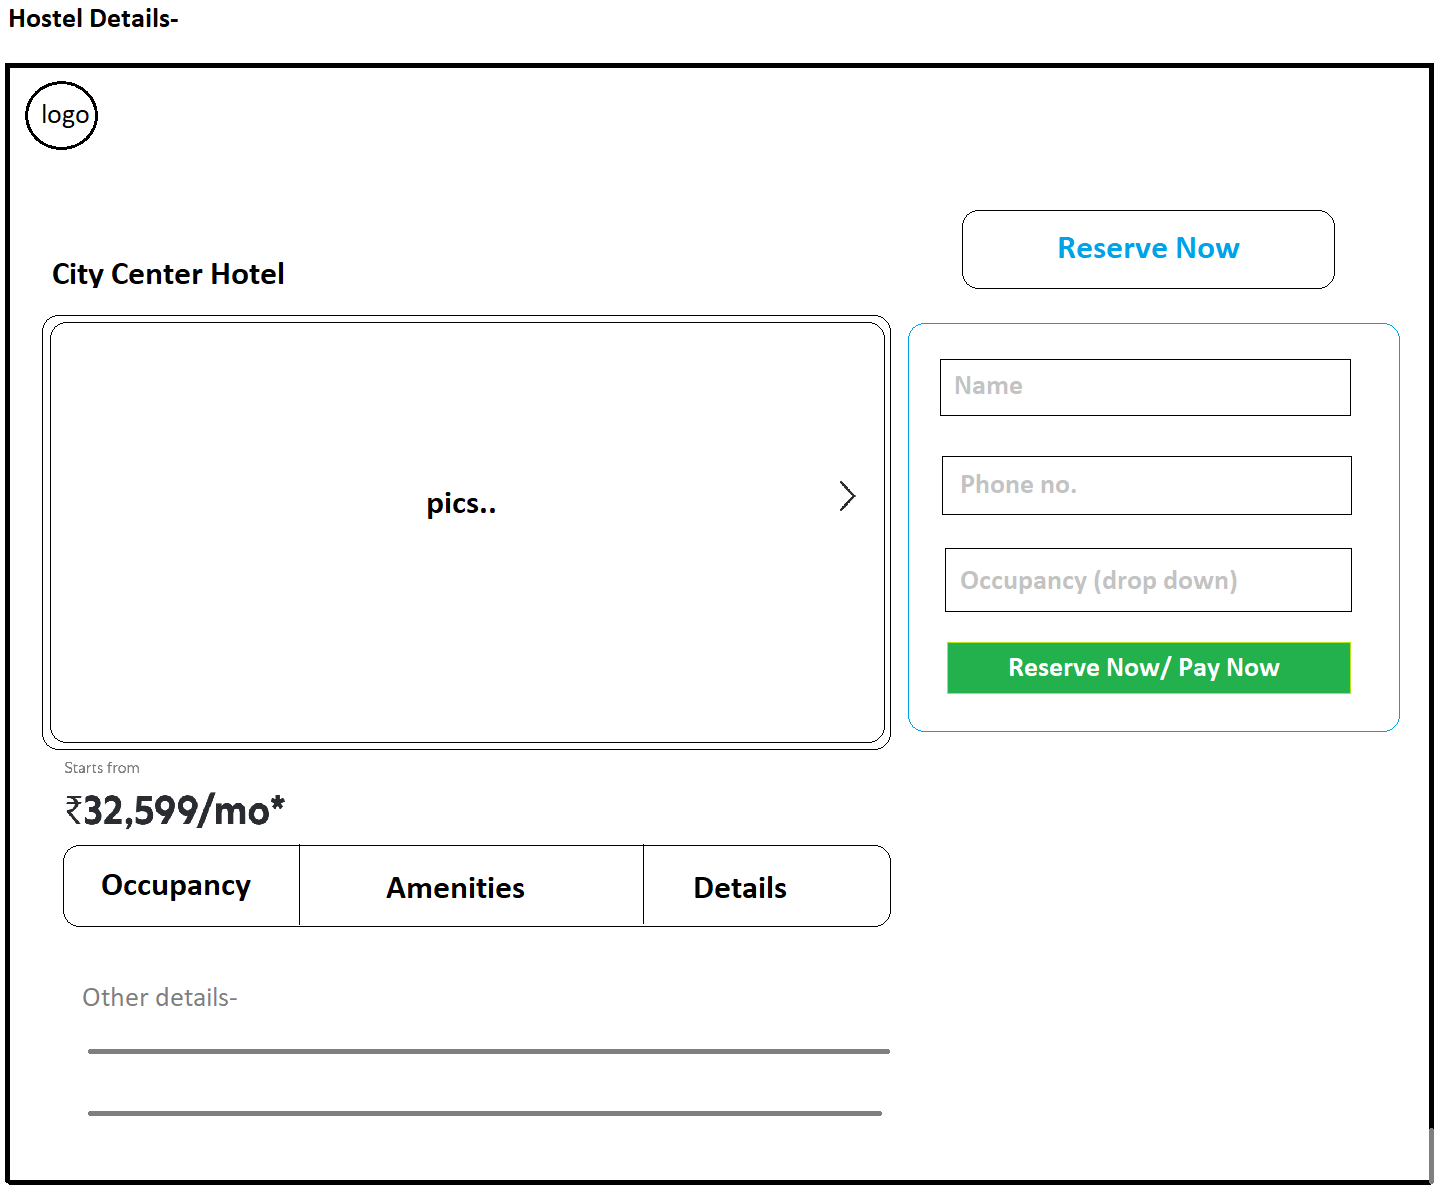 Hostel Details-
logo
Reserve Now
City Center Hotel
Name
pics..
Phone no.
Occupancy (drop down)
Reserve Now/ Pay Now
Starts from
₹32,599/mo*
Occupancy
Amenities
Details
Other details-